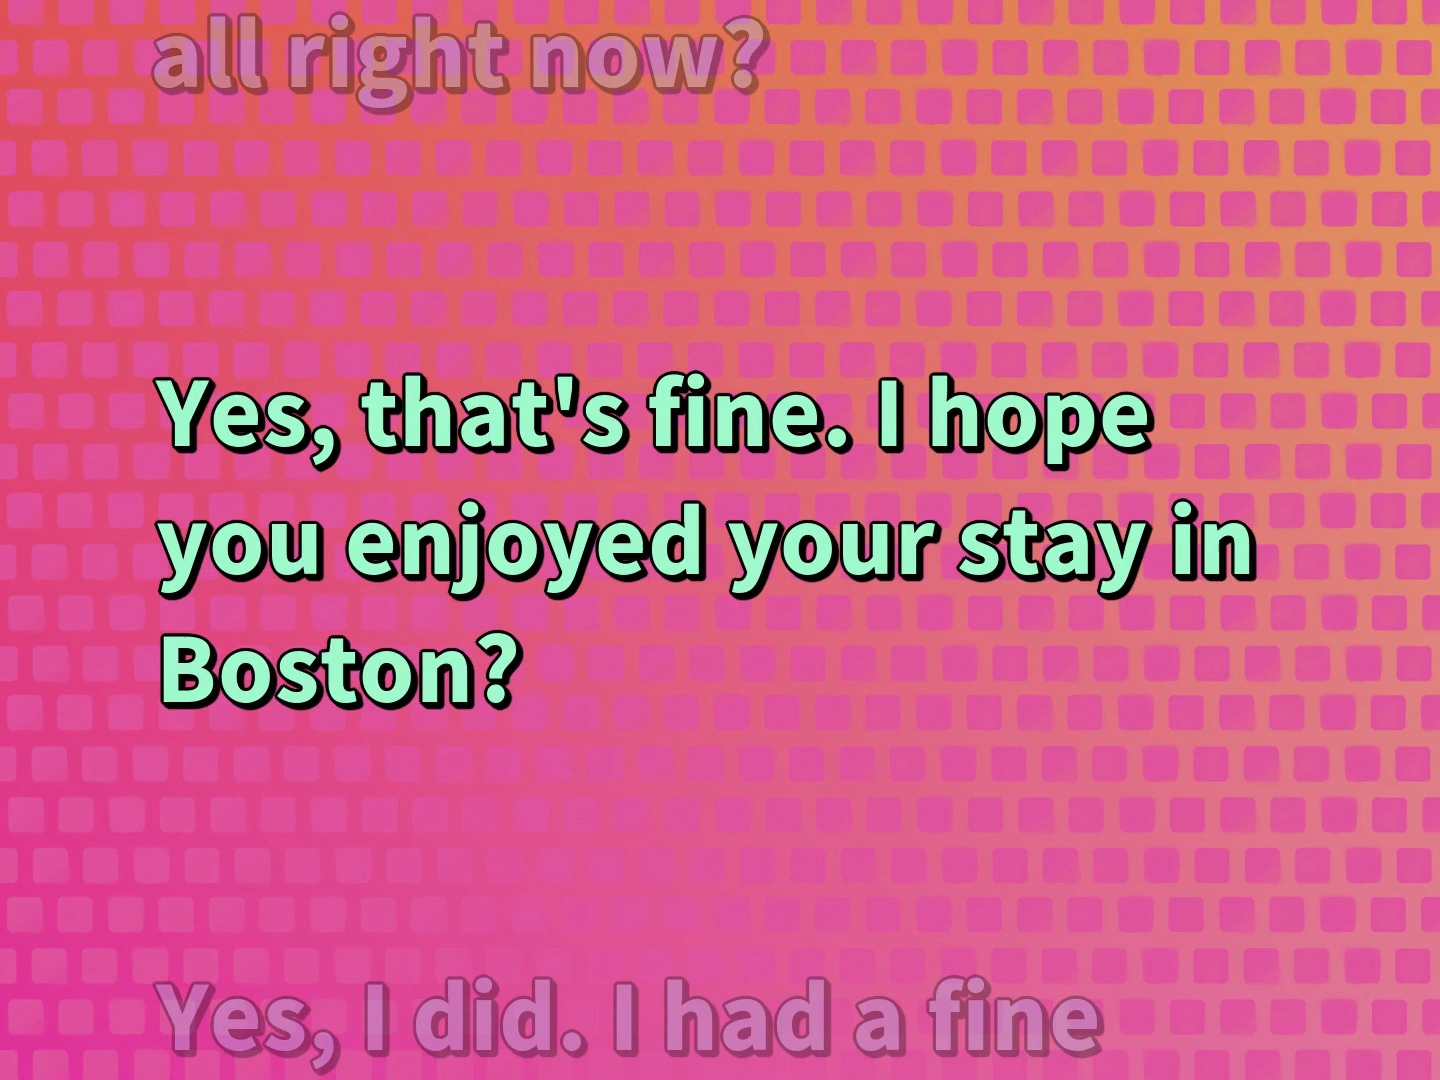 all right now?
Yes, that's fine. I hope
you enjoyed your stay in
Boston?
Yes, I did. I had a fine